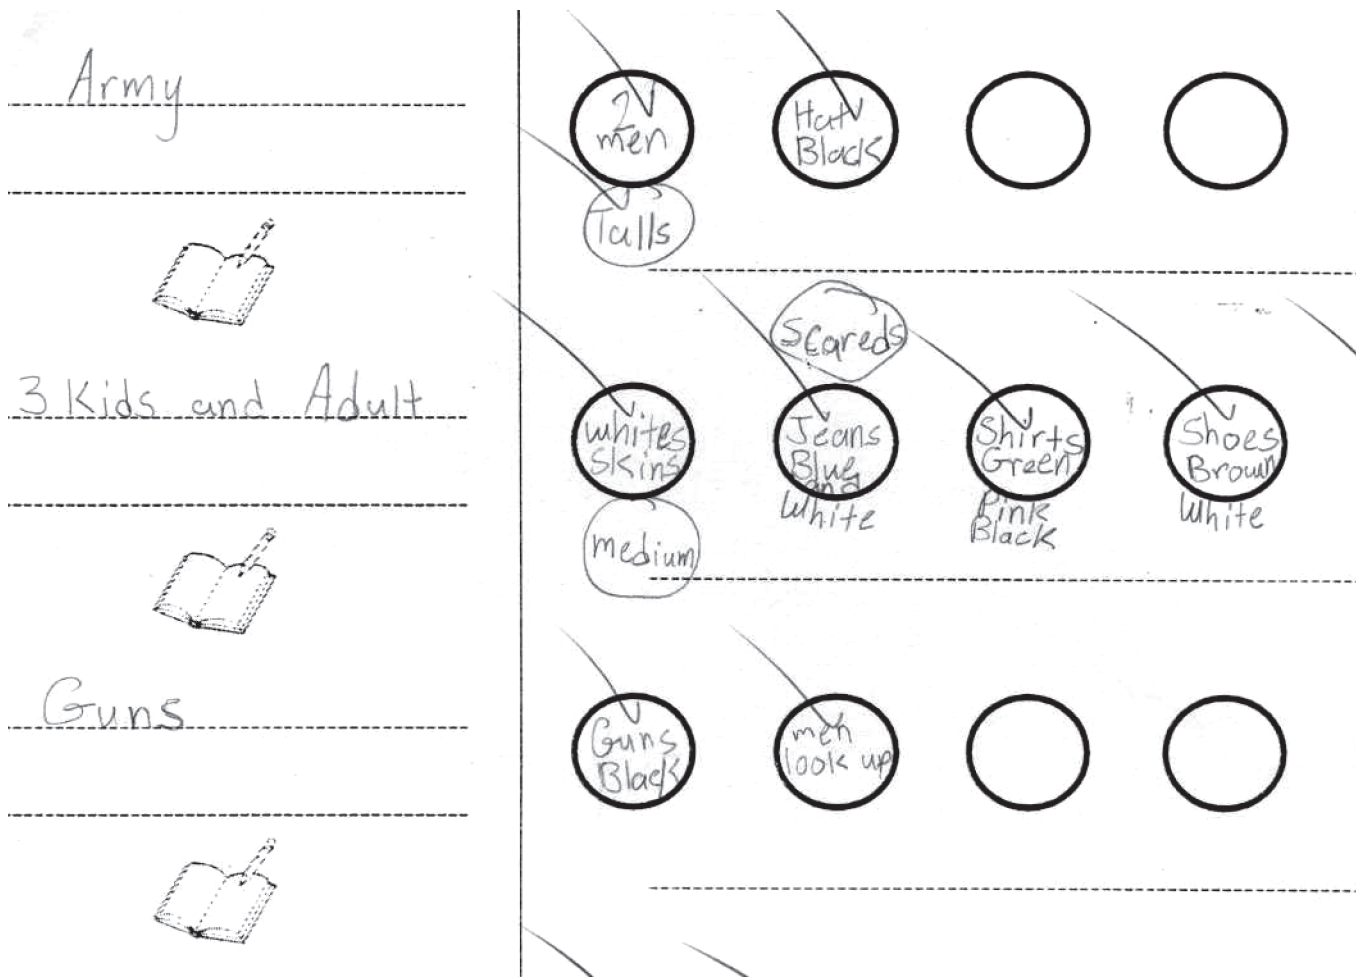 Army
2
men
Hat
Black
Talls
3 Kids and Adult
Scareds
whites
skins
Jeans
Blue
and
White
Shirts
Green
Pink
Black
Shoes
Brown
White
medium
Guns
Guns
Black
men
look up